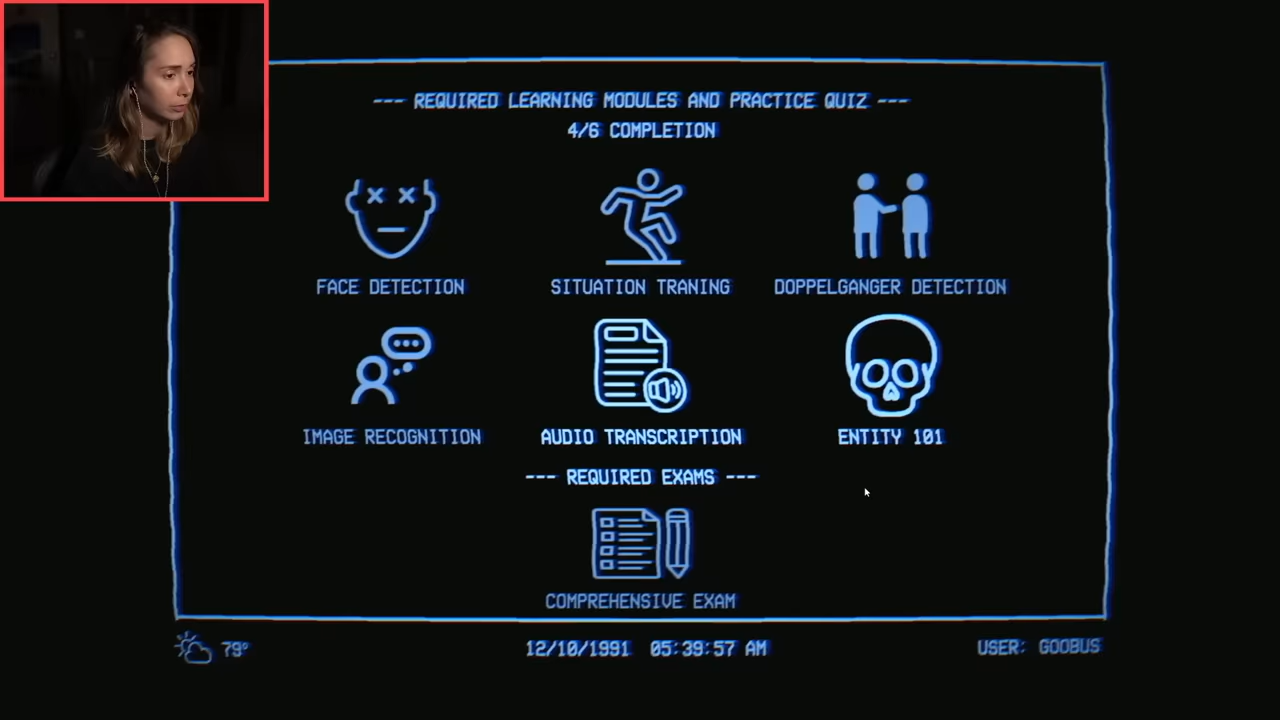 --- REQUIRED LEARNING MODULES AND PRACTICE QUIZ ---
4/6 COMPLETION
FACE DETECTION
SITUATION TRANING
DOPPELGANGER DETECTION
IMAGE RECOGNITION
AUDIO TRANSCRIPTION
ENTITY 101
--- REQUIRED EXAMS ---
COMPREHENSIVE EXAM
79°
12/10/1991 05:39:57 AM
USER: GOOBUS